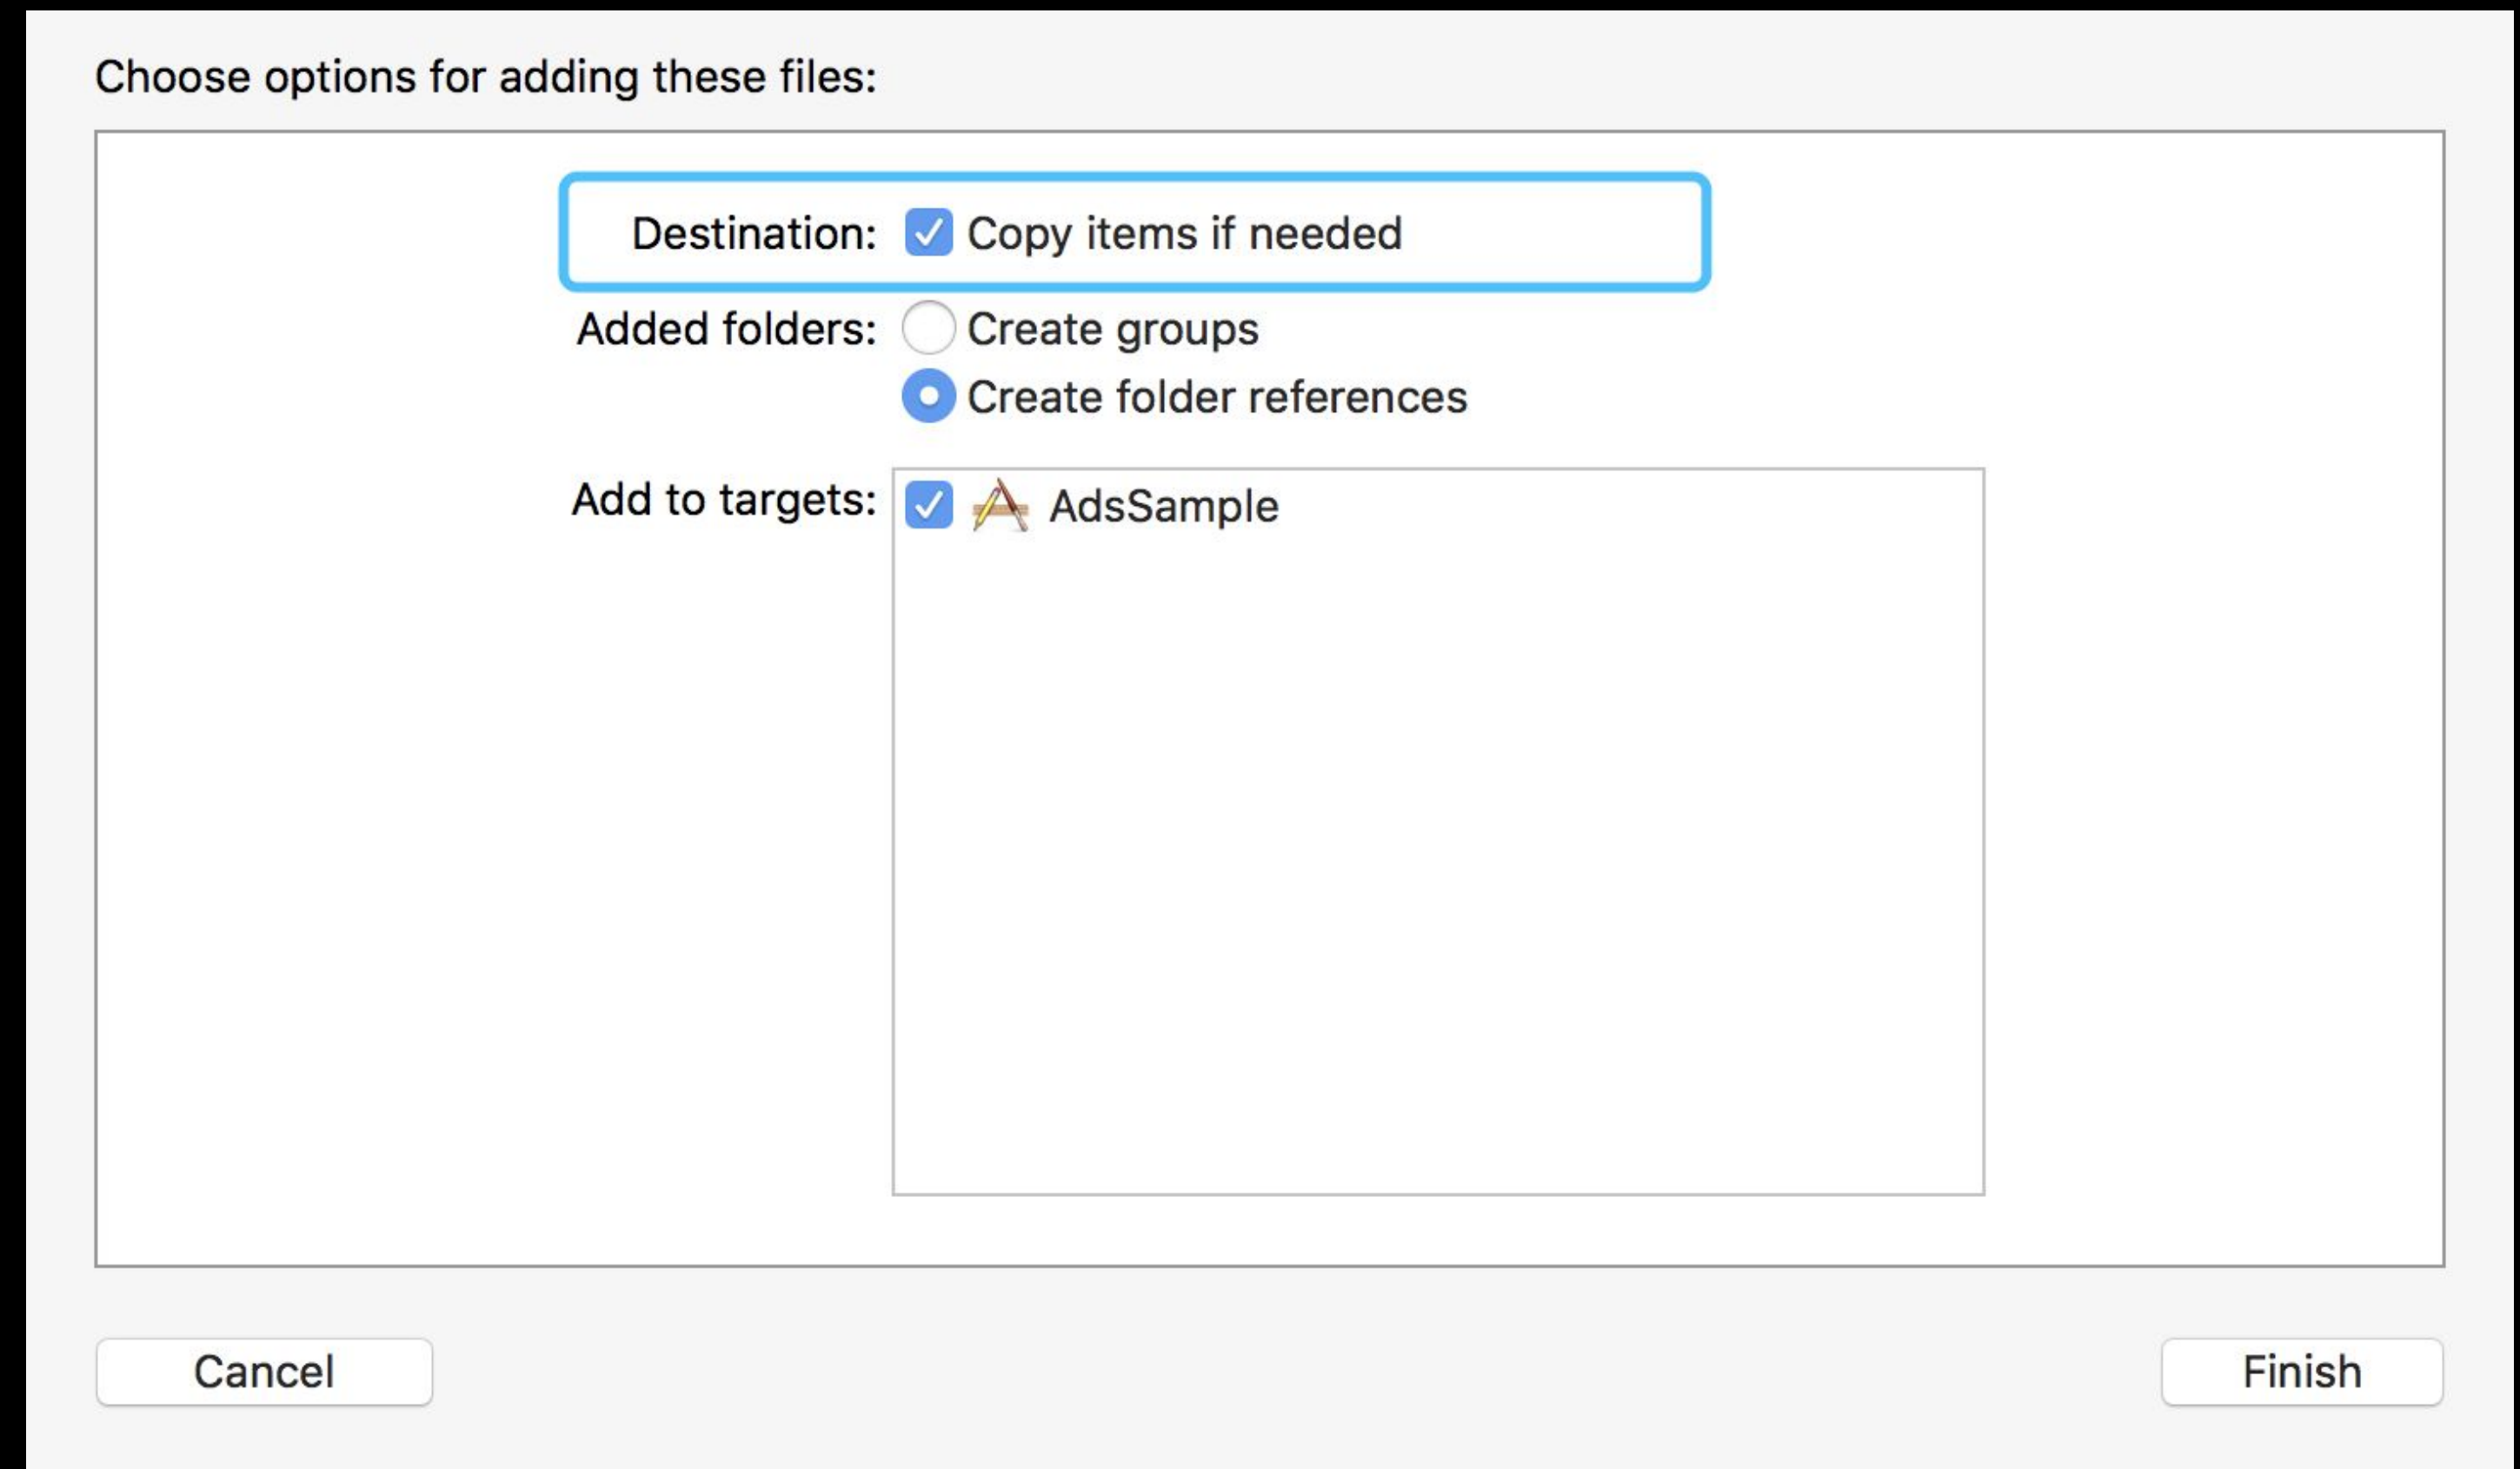 Choose options for adding these files:
Destination: Copy items if needed
Added folders: Create groups
Create folder references
Add to targets: AdsSample
Cancel Finish